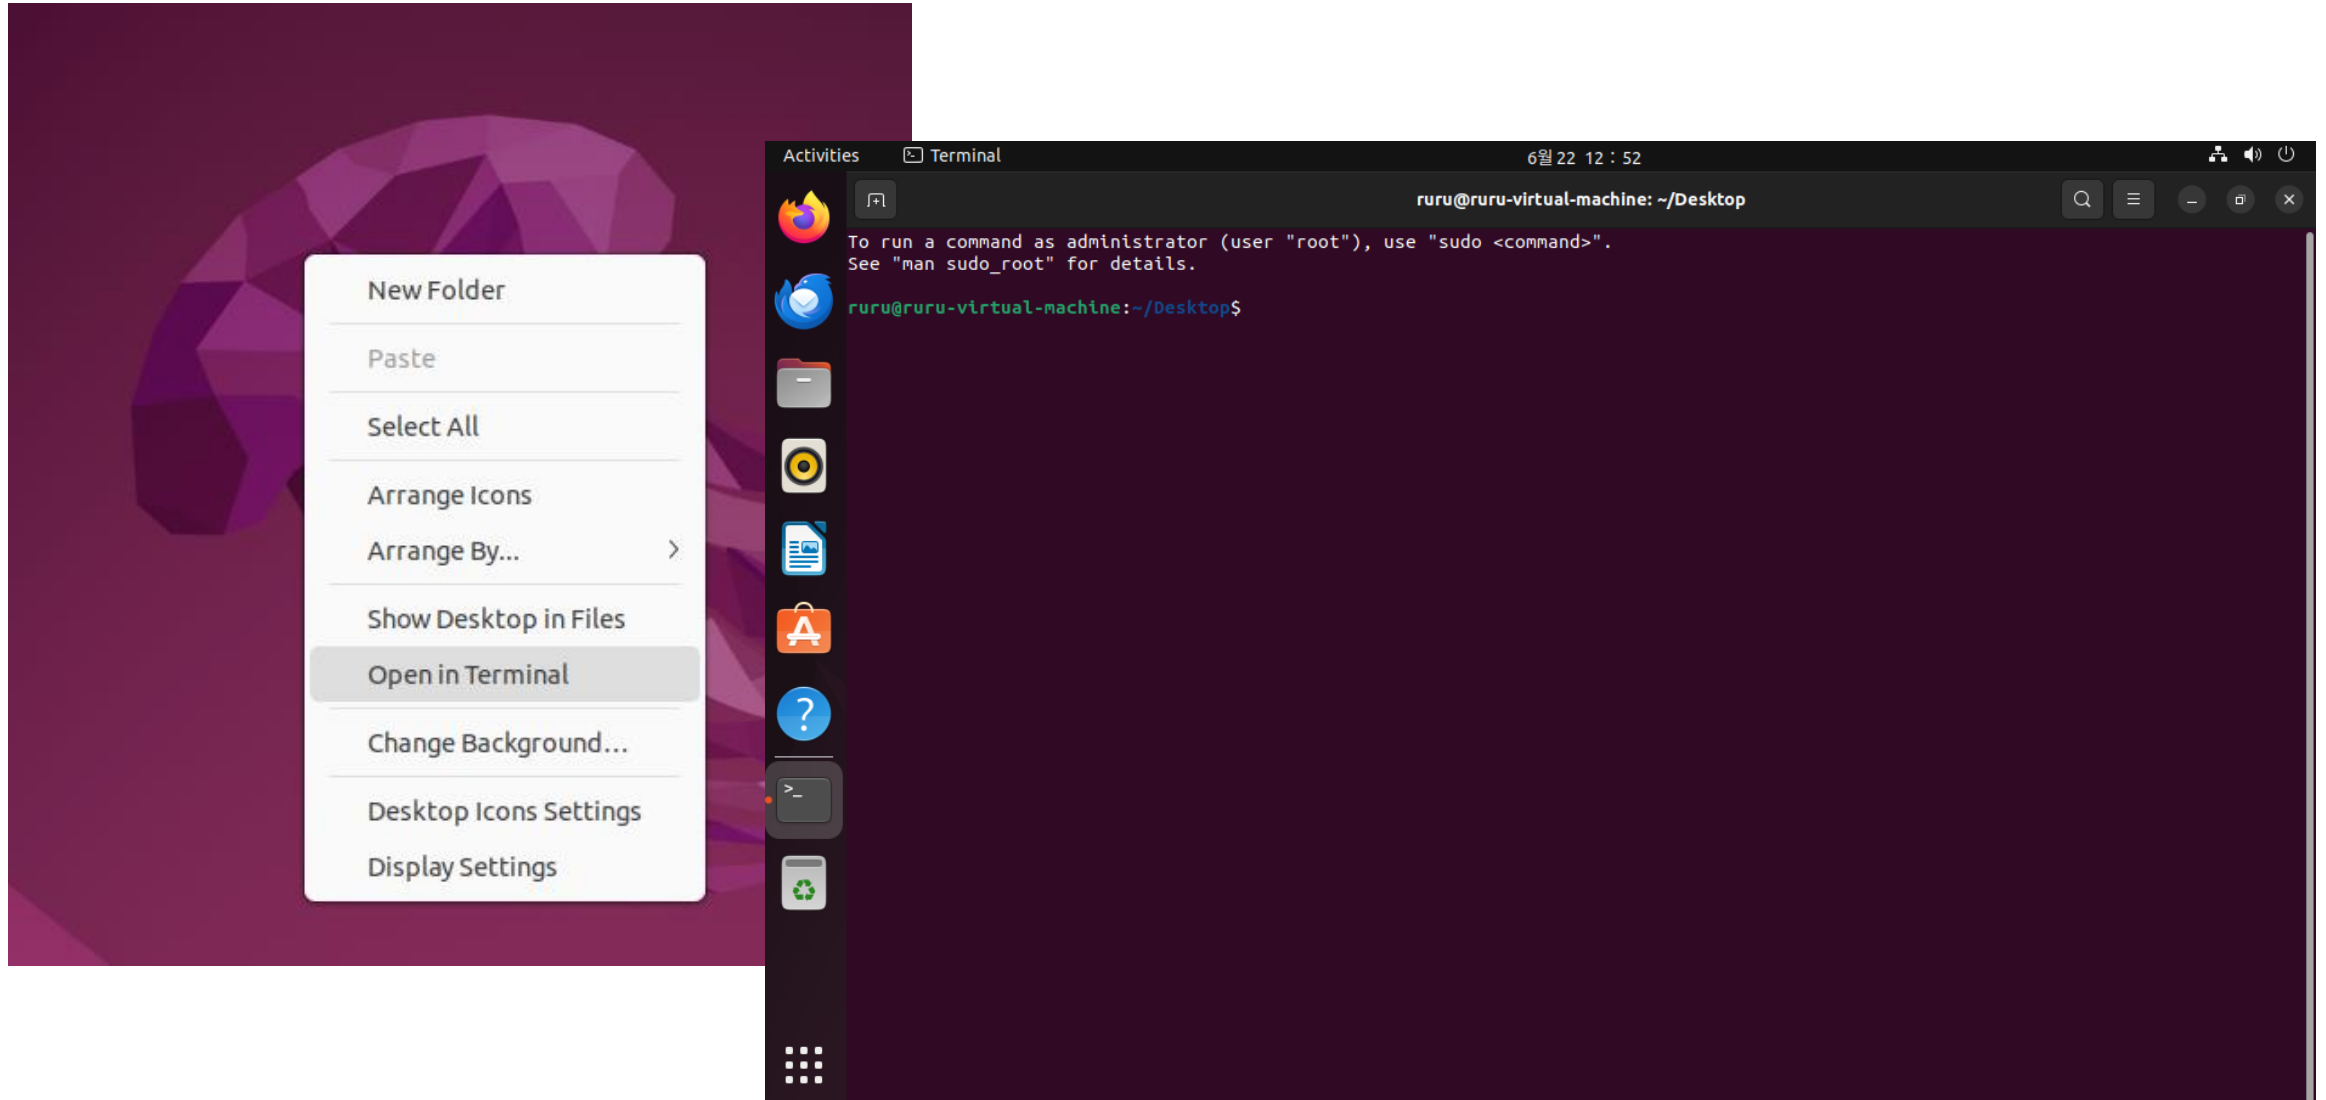 New Folder
Paste
Select All
Arrange Icons
Arrange By...
Show Desktop in Files
Open in Terminal
Change Background...
Desktop Icons Settings
Display Settings
Activities
Terminal
6월 22 12 : 52
ruru@ruru-virtual-machine: ~/Desktop
To run a command as administrator (user "root"), use "sudo <command>".
See "man sudo_root" for details.
ruru@ruru-virtual-machine:~/Desktop$